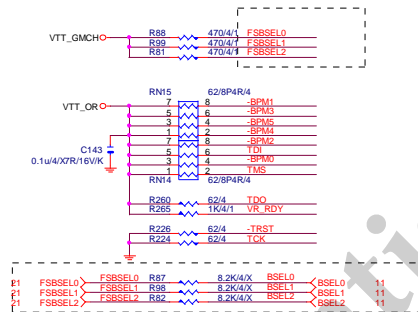 R88 470/4/1 FSBSEL0
VTT_GMCH R99 470/4/1 FSBSEL1
R81 470/4/1 FSBSEL2
RN15 62/8P4R/4
VTT_OR 7 8 -BPM1
5 6 -BPM3
3 4 -BPM5
1 2 -BPM4
C143 7 8 -BPM2
0.1u/4/X7R/16V/K 5 6 TDI
3 4 -BPM0
1 2 TMS
RN14 62/8P4R/4
R260 62/4 TDO
R265 1K/4/1 VR_RDY
R226 62/4 -TRST
R224 62/4 TCK
21 FSBSEL0 FSBSEL0 R87 8.2K/4/X BSEL0 BSEL0 11
21 FSBSEL1 FSBSEL1 R98 8.2K/4/X BSEL1 BSEL1 11
21 FSBSEL2 FSBSEL2 R82 8.2K/4/X BSEL2 BSEL2 11